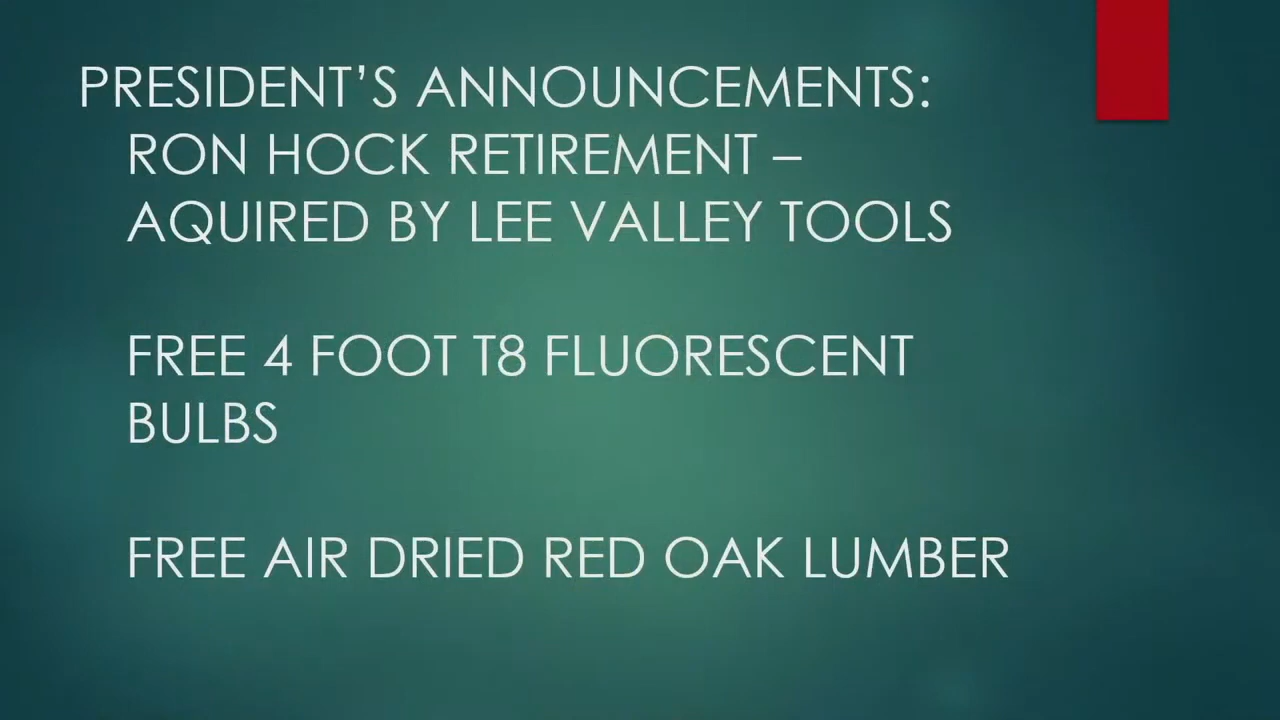 PRESIDENT’S ANNOUNCEMENTS:
RON HOCK RETIREMENT –
AQUIRED BY LEE VALLEY TOOLS
FREE 4 FOOT T8 FLUORESCENT
BULBS
FREE AIR DRIED RED OAK LUMBER